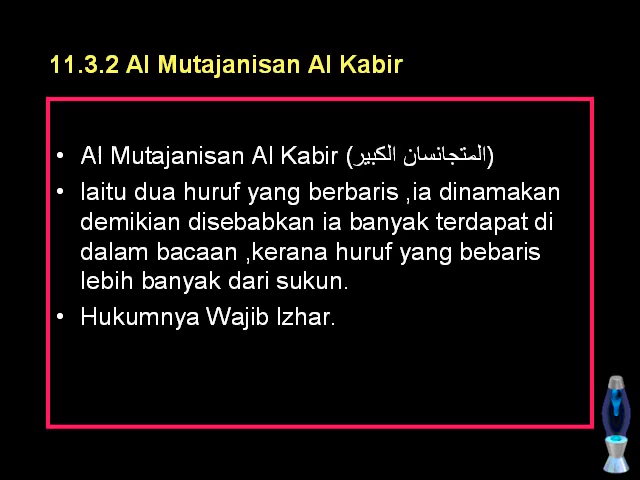 11.3.2 Al Mutajanisan Al Kabir
• Al Mutajanisan Al Kabir (المتجانسان الكبير)
• Iaitu dua huruf yang berbaris ,ia dinamakan
demikian disebabkan ia banyak terdapat di
dalam bacaan ,kerana huruf yang bebaris
lebih banyak dari sukun.
• Hukumnya Wajib Izhar.